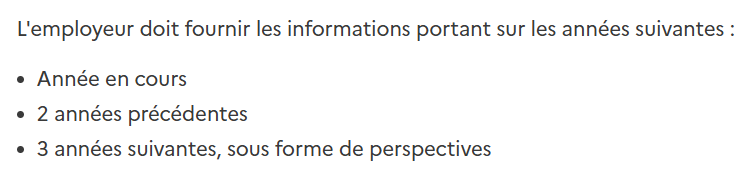 L'employeur doit fournir les informations portant sur les années suivantes :
• Année en cours
• 2 années précédentes
• 3 années suivantes, sous forme de perspectives